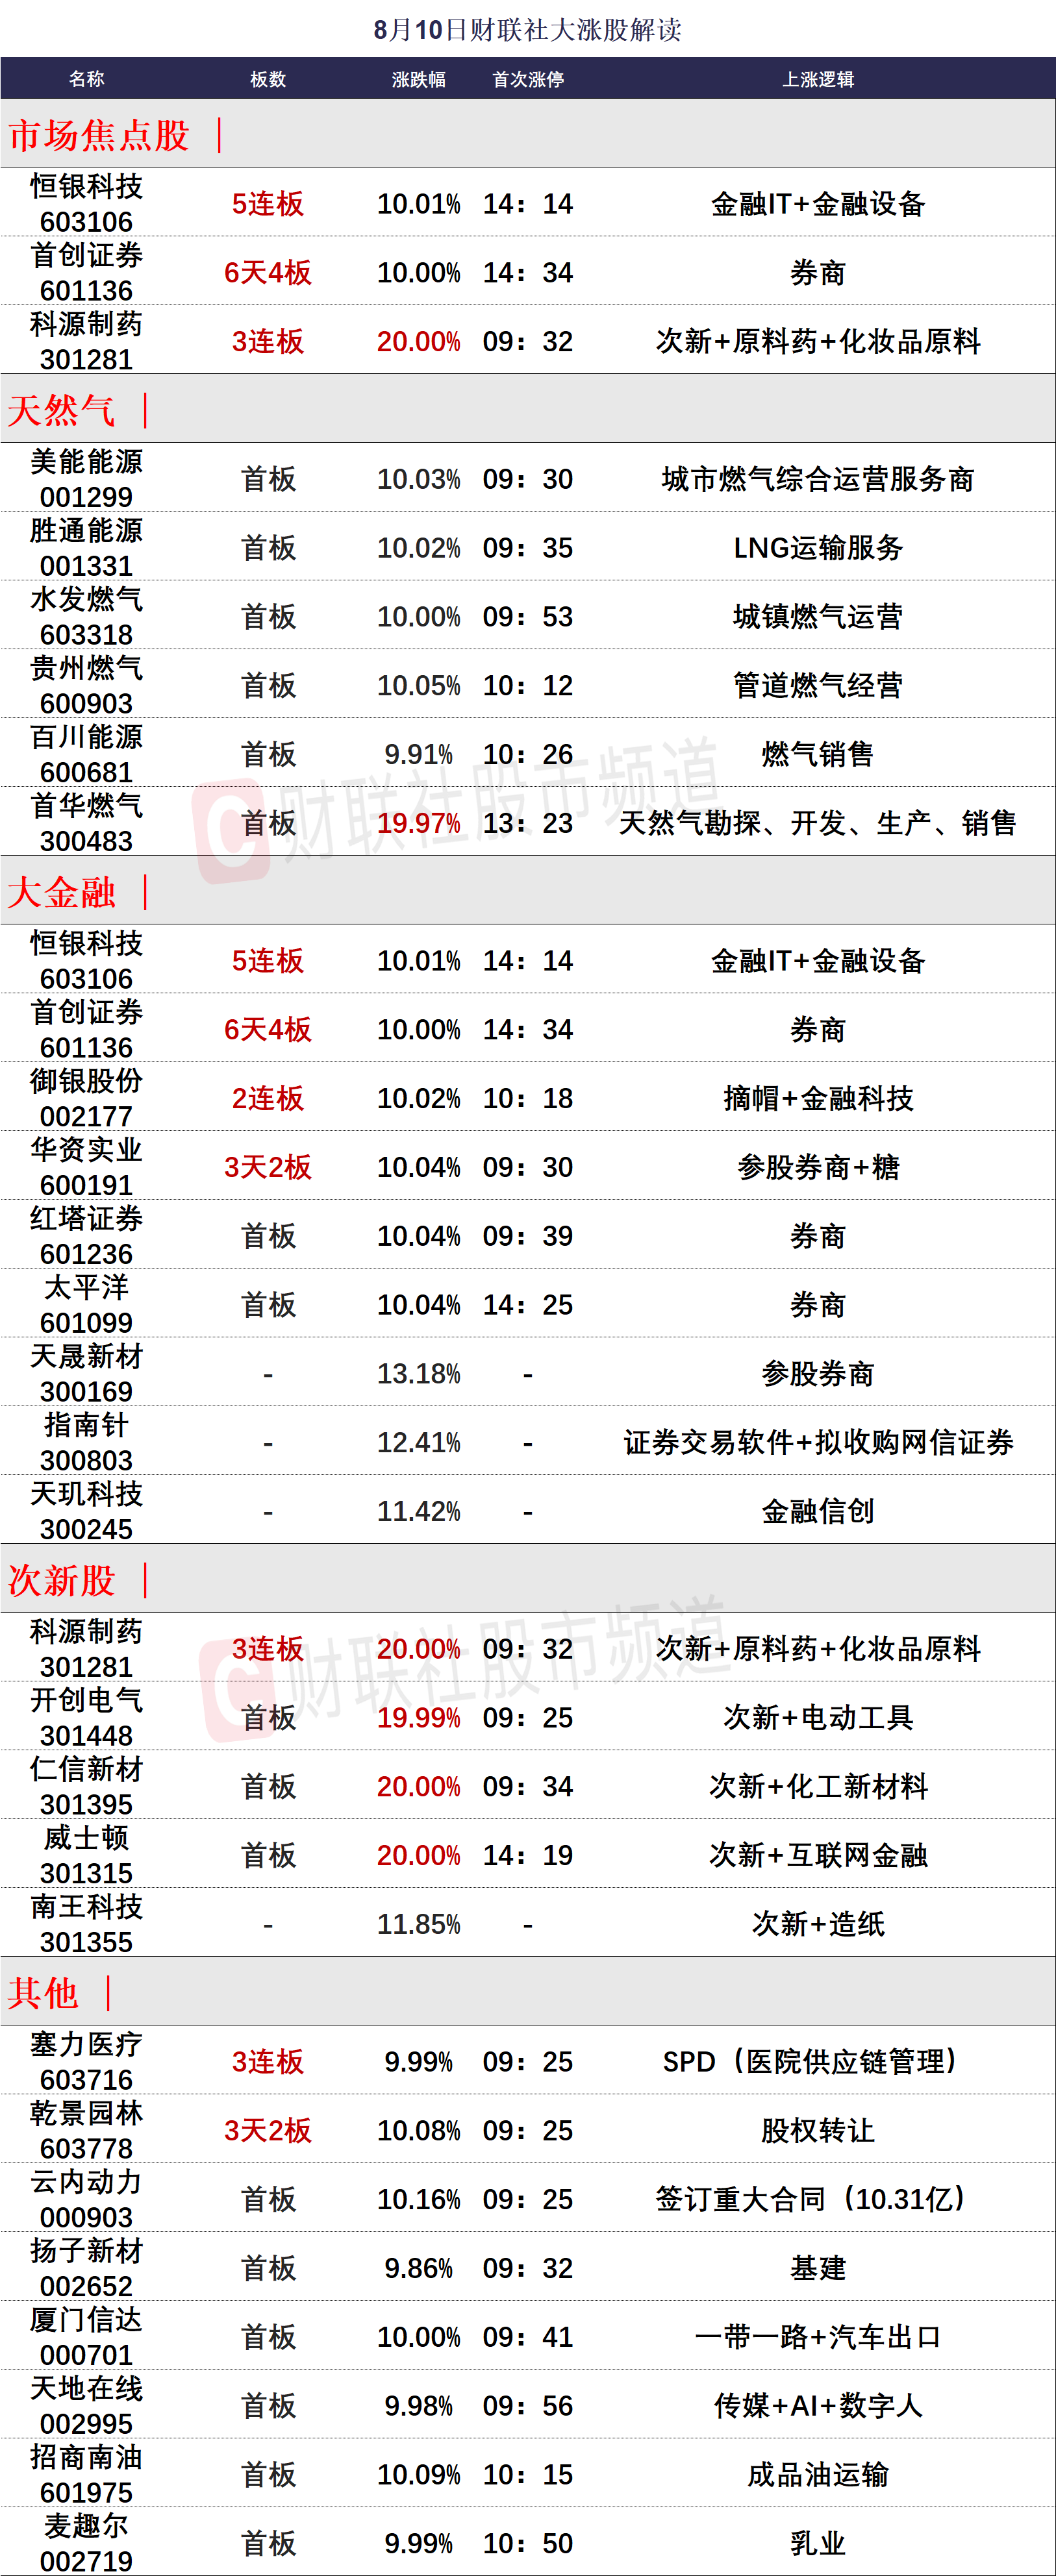 8月10日财联社大涨股解读
名称 板数 涨跌幅 首次涨停 上涨逻辑
市场焦点股 |
恒银科技
603106 5连板 10.01% 14：14 金融IT+金融设备
首创证券
601136 6天4板 10.00% 14：34 券商
科源制药
301281 3连板 20.00% 09：32 次新+原料药+化妆品原料
天然气 |
美能能源
001299 首板 10.03% 09：30 城市燃气综合运营服务商
胜通能源
001331 首板 10.02% 09：35 LNG运输服务
水发燃气
603318 首板 10.00% 09：53 城镇燃气运营
贵州燃气
600903 首板 10.05% 10：12 管道燃气经营
百川能源
600681 首板 9.91% 10：26 燃气销售
首华燃气
300483 首板 19.97% 13：23 天然气勘探、开发、生产、销售
财联社股市频道
大金融 |
恒银科技
603106 5连板 10.01% 14：14 金融IT+金融设备
首创证券
601136 6天4板 10.00% 14：34 券商
御银股份
002177 2连板 10.02% 10：18 摘帽+金融科技
华资实业
600191 3天2板 10.04% 09：30 参股券商+糖
红塔证券
601236 首板 10.04% 09：39 券商
太平洋
601099 首板 10.04% 14：25 券商
天晟新材
300169 - 13.18% - 参股券商
指南针
300803 - 12.41% - 证券交易软件+拟收购网信证券
天玑科技
300245 - 11.42% - 金融信创
次新股 |
科源制药
301281 3连板 20.00% 09：32 次新+原料药+化妆品原料
财联社股市频道
开创电气
301448 首板 19.99% 09：25 次新+电动工具
仁信新材
301395 首板 20.00% 09：34 次新+化工新材料
威士顿
301315 首板 20.00% 14：19 次新+互联网金融
南王科技
301355 - 11.85% - 次新+造纸
其他 |
塞力医疗
603716 3连板 9.99% 09：25 SPD（医院供应链管理）
乾景园林
603778 3天2板 10.08% 09：25 股权转让
云内动力
000903 首板 10.16% 09：25 签订重大合同（10.31亿）
扬子新材
002652 首板 9.86% 09：32 基建
厦门信达
000701 首板 10.00% 09：41 一带一路+汽车出口
天地在线
002995 首板 9.98% 09：56 传媒+AI+数字人
招商南油
601975 首板 10.09% 10：15 成品油运输
麦趣尔
002719 首板 9.99% 10：50 乳业